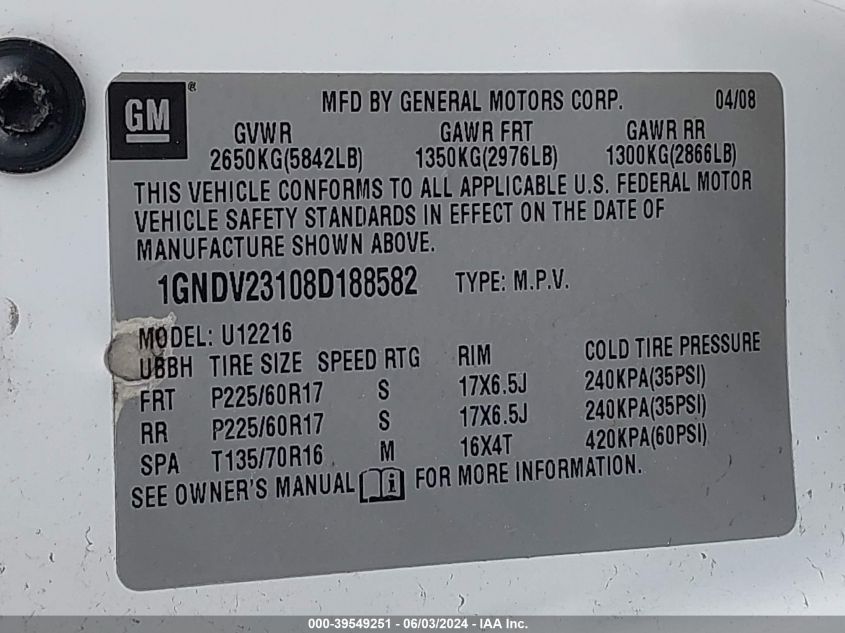 GM ® MFD BY GENERAL MOTORS CORP. 04/08
GVWR GAWR FRT GAWR RR
2650KG(5842LB) 1350KG(2976LB) 1300KG(2866LB)
THIS VEHICLE CONFORMS TO ALL APPLICABLE U.S. FEDERAL MOTOR
VEHICLE SAFETY STANDARDS IN EFFECT ON THE DATE OF
MANUFACTURE SHOWN ABOVE.
1GNDV23108D188582 TYPE: M.P.V.
MODEL: U12216
UBBH TIRE SIZE SPEED RTG RIM COLD TIRE PRESSURE
FRT P225/60R17 S 17X6.5J 240KPA(35PSI)
RR P225/60R17 S 17X6.5J 240KPA(35PSI)
SPA T135/70R16 M 16X4T 420KPA(60PSI)
SEE OWNER'S MANUAL i FOR MORE INFORMATION.
000-39549251 - 06/03/2024 - IAA Inc.